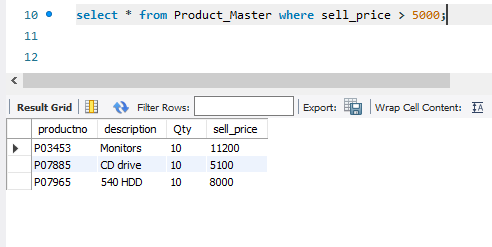 10 select * from Product_Master where sell_price > 5000;
11
12
Result Grid Filter Rows: Export: Wrap Cell Content: IA
productno description Qty sell_price
P03453 Monitors 10 11200
P07885 CD drive 10 5100
P07965 540 HDD 10 8000